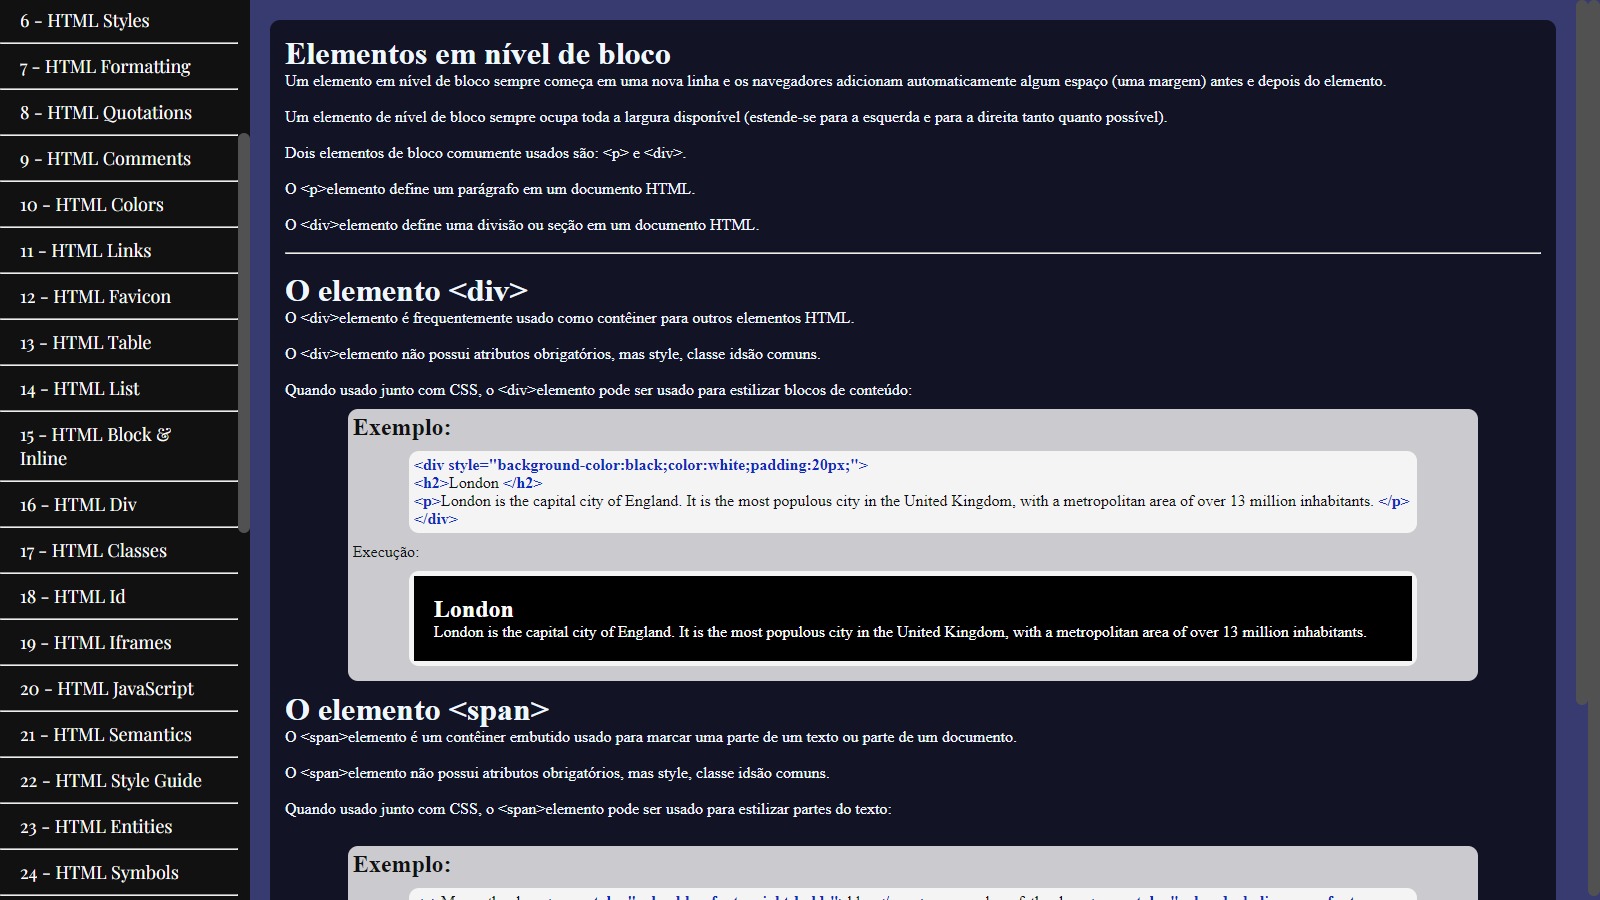 6 - HTML Styles
7 - HTML Formatting
8 - HTML Quotations
9 - HTML Comments
10 - HTML Colors
11 - HTML Links
12 - HTML Favicon
13 - HTML Table
14 - HTML List
15 - HTML Block &
Inline
16 - HTML Div
17 - HTML Classes
18 - HTML Id
19 - HTML Iframes
20 - HTML JavaScript
21 - HTML Semantics
22 - HTML Style Guide
23 - HTML Entities
24 - HTML Symbols
Elementos em nível de bloco
Um elemento em nível de bloco sempre começa em uma nova linha e os navegadores adicionam automaticamente algum espaço (uma margem) antes e depois do elemento.
Um elemento de nível de bloco sempre ocupa toda a largura disponível (estende-se para a esquerda e para a direita tanto quanto possível).
Dois elementos de bloco comumente usados são: <p> e <div>.
O <p>elemento define um parágrafo em um documento HTML.
O <div>elemento define uma divisão ou seção em um documento HTML.
O elemento <div>
O <div>elemento é frequentemente usado como contêiner para outros elementos HTML.
O <div>elemento não possui atributos obrigatórios, mas style, classe idsão comuns.
Quando usado junto com CSS, o <div>elemento pode ser usado para estilizar blocos de conteúdo:
Exemplo:
<div style="background-color:black;color:white;padding:20px;">
<h2>London </h2>
<p>London is the capital city of England. It is the most populous city in the United Kingdom, with a metropolitan area of over 13 million inhabitants. </p>
</div>
Execução:
London
London is the capital city of England. It is the most populous city in the United Kingdom, with a metropolitan area of over 13 million inhabitants.
O elemento <span>
O <span>elemento é um contêiner embutido usado para marcar uma parte de um texto ou parte de um documento.
O <span>elemento não possui atributos obrigatórios, mas style, classe idsão comuns.
Quando usado junto com CSS, o <span>elemento pode ser usado para estilizar partes do texto:
Exemplo: